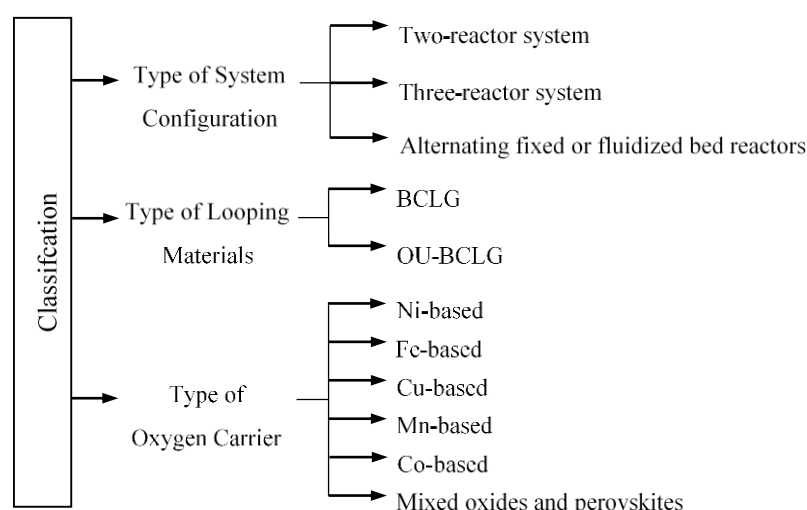 Classifcation
Type of System
Configuration
Two-reactor system
Three-reactor system
Alternating fixed or fluidized bed reactors
Type of Looping
Materials
BCLG
OU-BCLG
Type of
Oxygen Carrier
Ni-based
Fe-based
Cu-based
Mn-based
Co-based
Mixed oxides and perovskites